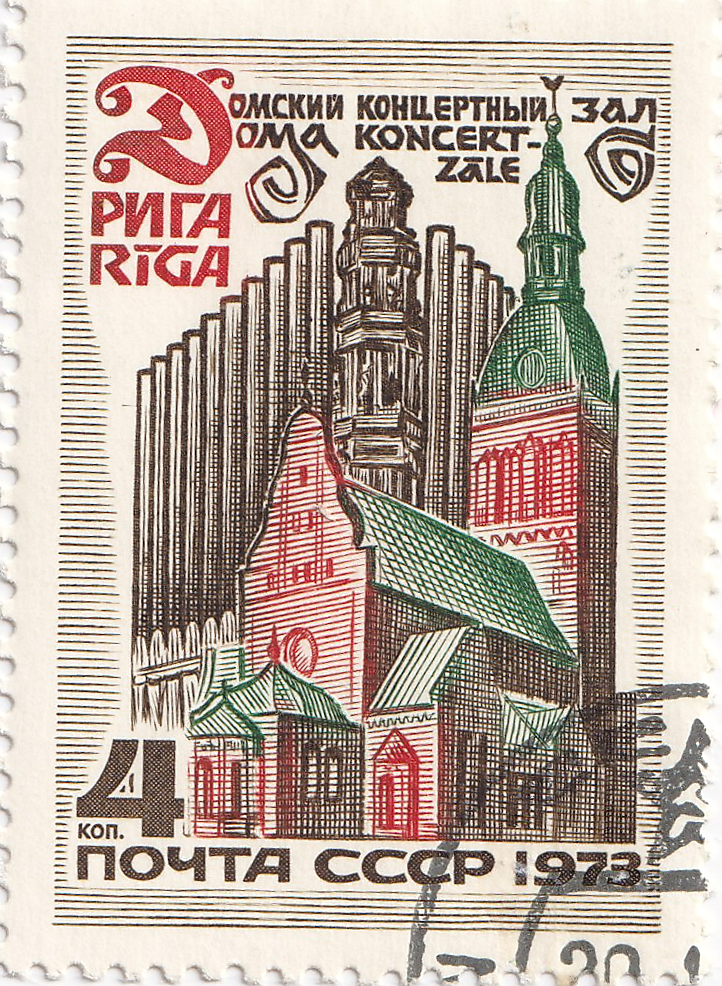 ДОМСКИЙ КОНЦЕРТНЫЙ ЗАЛ
Doma KONCERT-
ZĀLE
РИГА
RĪGA
4
КОП.
ПОЧТА СССР 1973